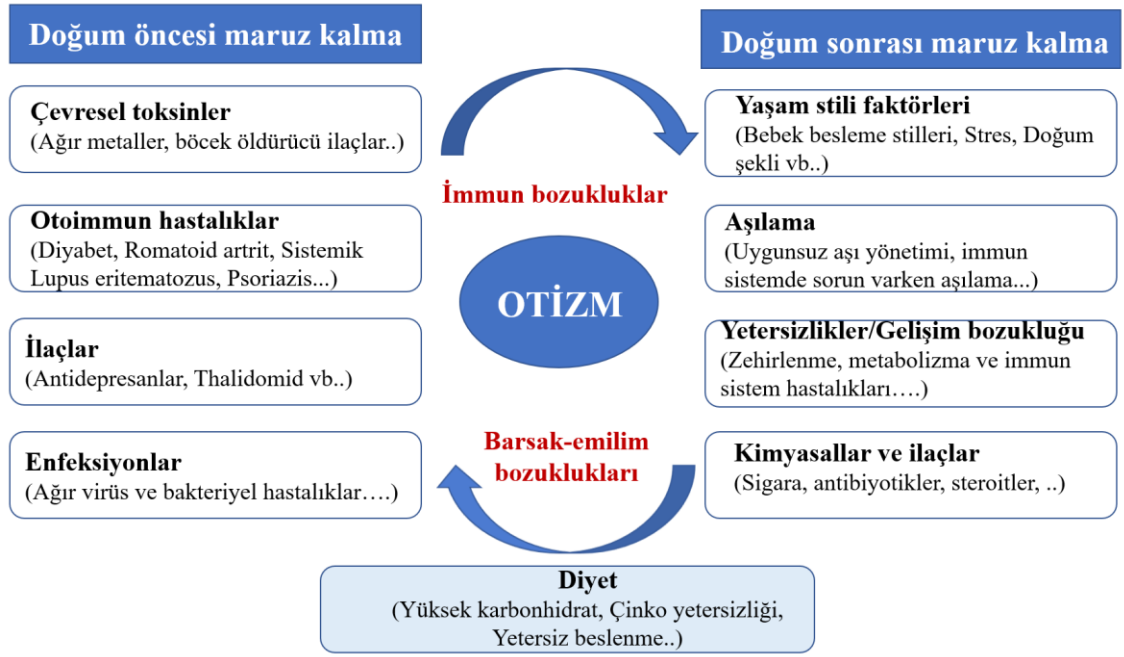 Doğum öncesi maruz kalma
Çevresel toksinler
(Ağır metaller, böcek öldürücü ilaçlar..)
Otoimmun hastalıklar
(Diyabet, Romatoid artrit, Sistemik
Lupus eritematozus, Psoriazis...)
İlaçlar
(Antidepresanlar, Thalidomid vb..)
Enfeksiyonlar
(Ağır virüs ve bakteriyel hastalıklar….)
İmmun bozukluklar
OTİZM
Barsak-emilim
bozuklukları
Doğum sonrası maruz kalma
Yaşam stili faktörleri
(Bebek besleme stilleri, Stres, Doğum
şekli vb..)
Aşılama
(Uygunsuz aşı yönetimi, immun
sistemde sorun varken aşılama...)
Yetersizlikler/Gelişim bozukluğu
(Zehirlenme, metabolizma ve immun
sistem hastalıkları….)
Kimyasallar ve ilaçlar
(Sigara, antibiyotikler, steroitler, ..)
Diyet
(Yüksek karbonhidrat, Çinko yetersizliği,
Yetersiz beslenme..)